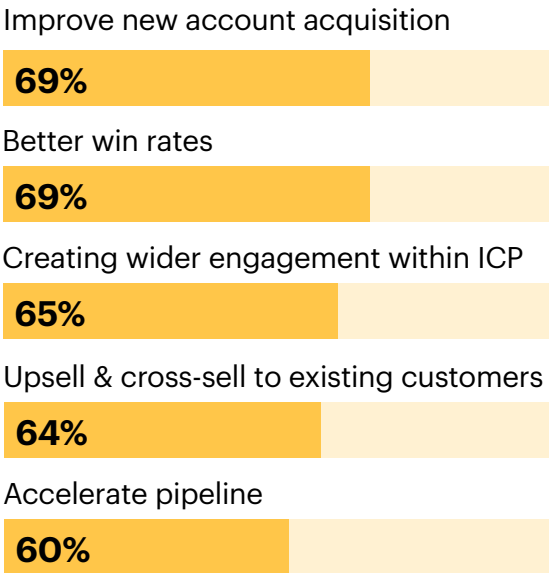 Improve new account acquisition
69%
Better win rates
69%
Creating wider engagement within ICP
65%
Upsell & cross-sell to existing customers
64%
Accelerate pipeline
60%